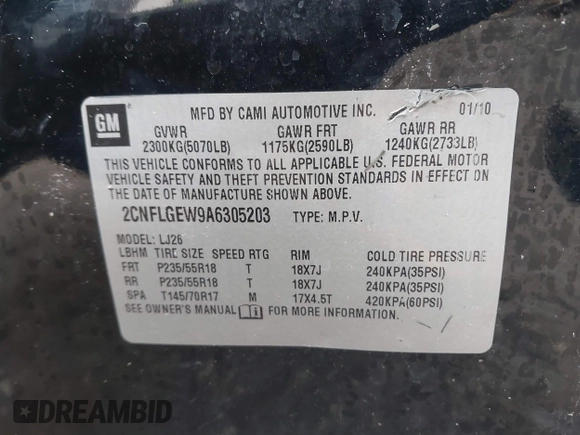 GM
MFD BY CAMI AUTOMOTIVE INC. 01/10
GVWR GAWR FRT GAWR RR
2300KG(5070LB) 1175KG(2590LB) 1240KG(2733LB)
THIS VEHICLE CONFORMS TO ALL APPLICABLE U.S. FEDERAL MOTOR
VEHICLE SAFETY AND THEFT PREVENTION STANDARDS IN EFFECT ON
THE DATE OF MANUFACTURE SHOWN ABOVE.
2CNFLGEW9A6305203 TYPE: M.P.V.
MODEL: LJ26
LBHM TIRE SIZE SPEED RTG RIM COLD TIRE PRESSURE
FRT P235/55R18 T 18X7J 240KPA(35PSI)
RR P235/55R18 T 18X7J 240KPA(35PSI)
SPA T145/70R17 M 17X4.5T 420KPA(60PSI)
SEE OWNER'S MANUAL FOR MORE INFORMATION.
DREAMBID